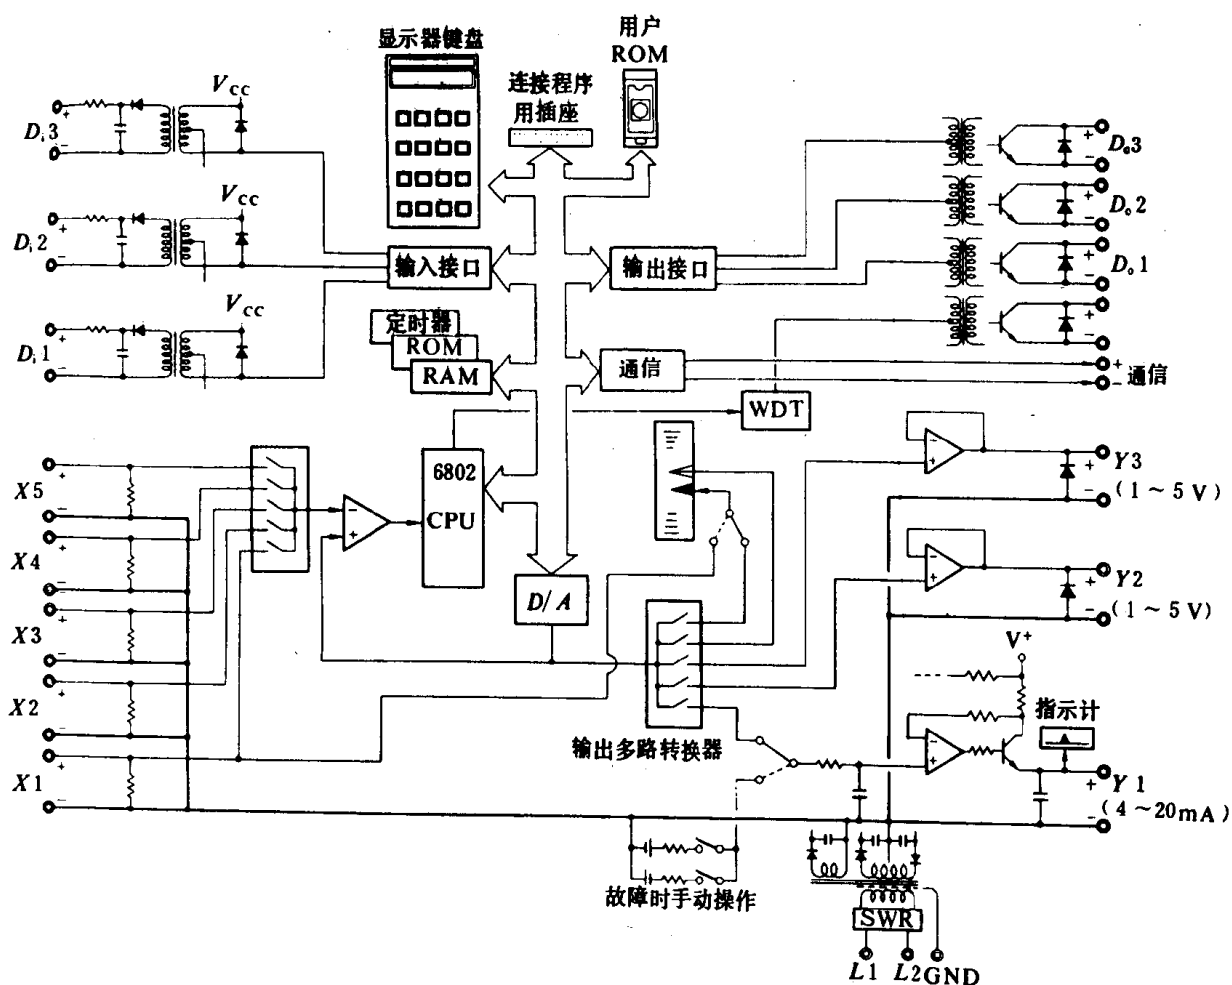 显示器键盘
用户
ROM
连接程序
用插座
Vcc
+
Di3
-
Vcc
+
Di2
-
Vcc
+
Di1
-
输入接口
输出接口
定时器
ROM
RAM
通信
WDT
6802
CPU
D/A
+
Do3
-
+
Do2
-
+
Do1
-
+
-
+
通信
-
+
X5
-
+
X4
-
+
X3
-
+
X2
-
+
X1
-
-
+
输出多路转换器
故障时手动操作
-
+
+
Y3
-
(1~5V)
-
+
+
Y2
-
(1~5V)
V+
指示计
-
+
+
Y1
-
(4~20mA)
SWR
L1
L2
GND